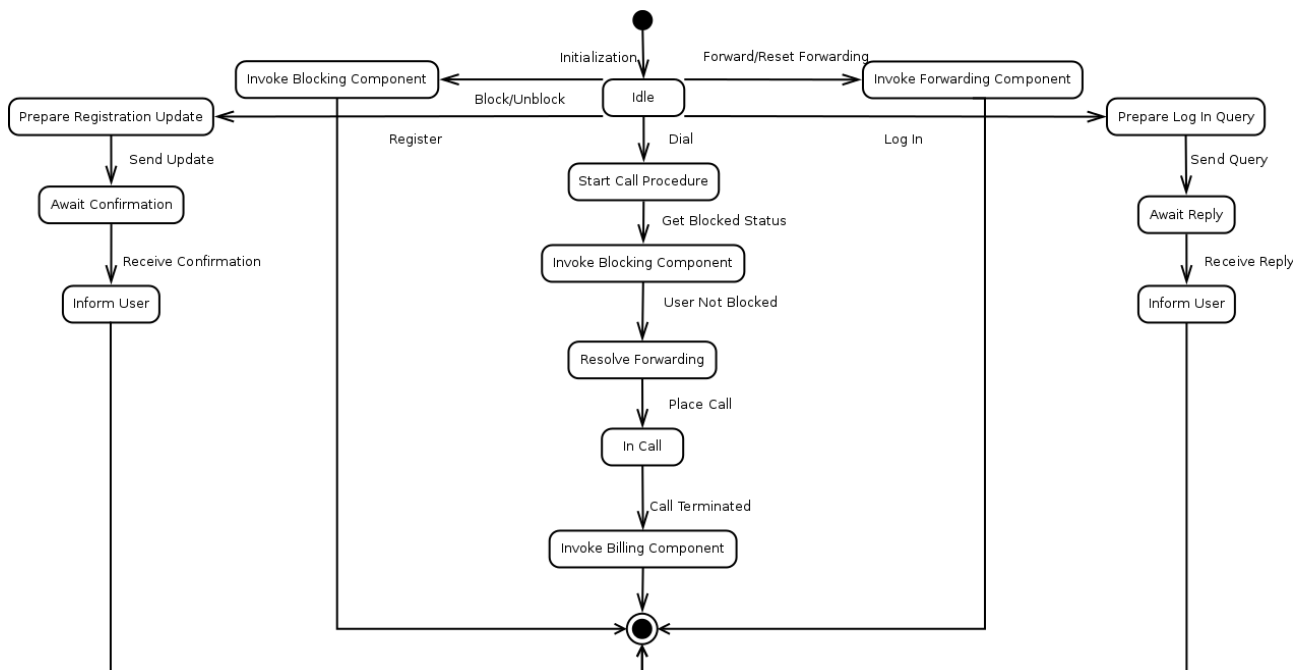 Initialization
Forward/Reset Forwarding
Invoke Blocking Component
Idle
Invoke Forwarding Component
Block/Unblock
Prepare Registration Update
Prepare Log In Query
Register
Dial
Log In
Send Update
Send Query
Start Call Procedure
Await Confirmation
Get Blocked Status
Await Reply
Receive Confirmation
Invoke Blocking Component
Receive Reply
Inform User
User Not Blocked
Inform User
Resolve Forwarding
Place Call
In Call
Call Terminated
Invoke Billing Component